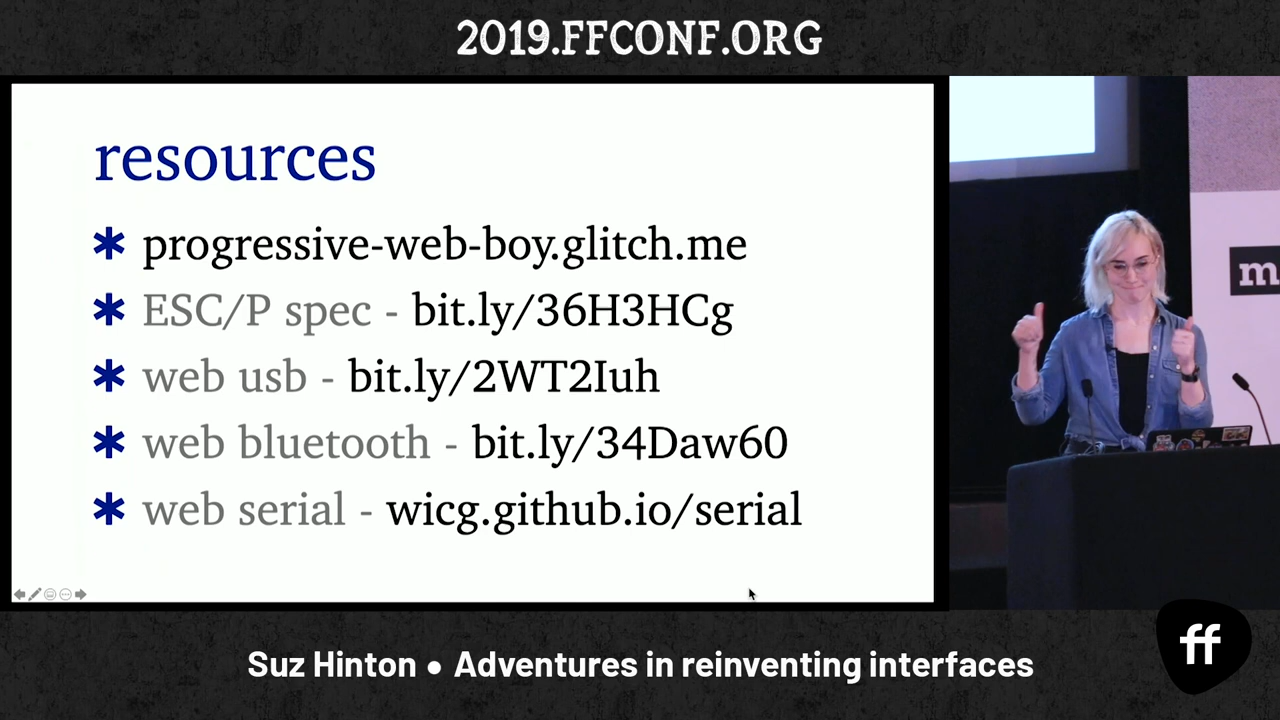 2019.FFCONF.ORG
resources
* progressive-web-boy.glitch.me
* ESC/P spec - bit.ly/36H3HCg
* web usb - bit.ly/2WT2Iuh
* web bluetooth - bit.ly/34Daw60
* web serial - wicg.github.io/serial
m
Suz Hinton • Adventures in reinventing interfaces
ff